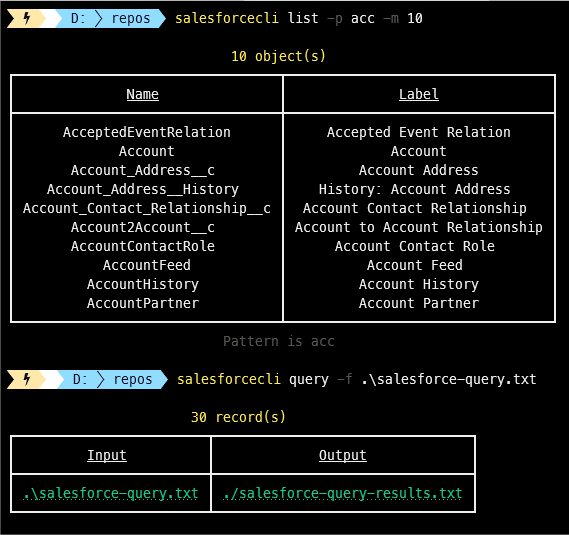 D: repos salesforcecli list -p acc -m 10
10 object(s)
Name Label
AcceptedEventRelation Accepted Event Relation
Account Account
Account_Address__c Account Address
Account_Address__History History: Account Address
Account_Contact_Relationship__c Account Contact Relationship
Account2Account__c Account to Account Relationship
AccountContactRole Account Contact Role
AccountFeed Account Feed
AccountHistory Account History
AccountPartner Account Partner
Pattern is acc
D: repos salesforcecli query -f .\salesforce-query.txt
30 record(s)
Input Output
.\salesforce-query.txt ./salesforce-query-results.txt